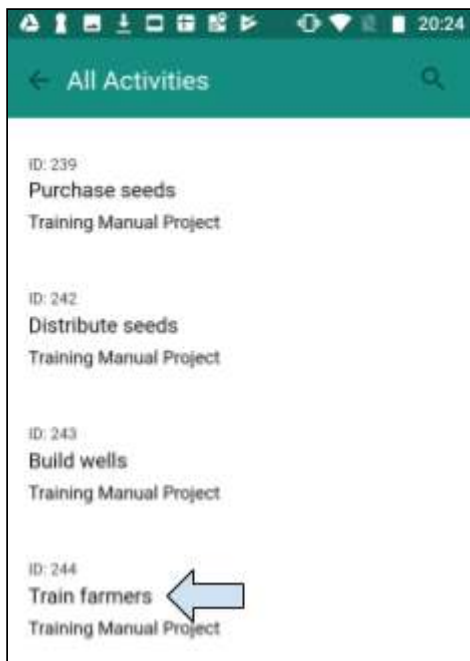 20:24
All Activities
ID: 239
Purchase seeds
Training Manual Project
ID: 242
Distribute seeds
Training Manual Project
ID: 243
Build wells
Training Manual Project
ID: 244
Train farmers
Training Manual Project